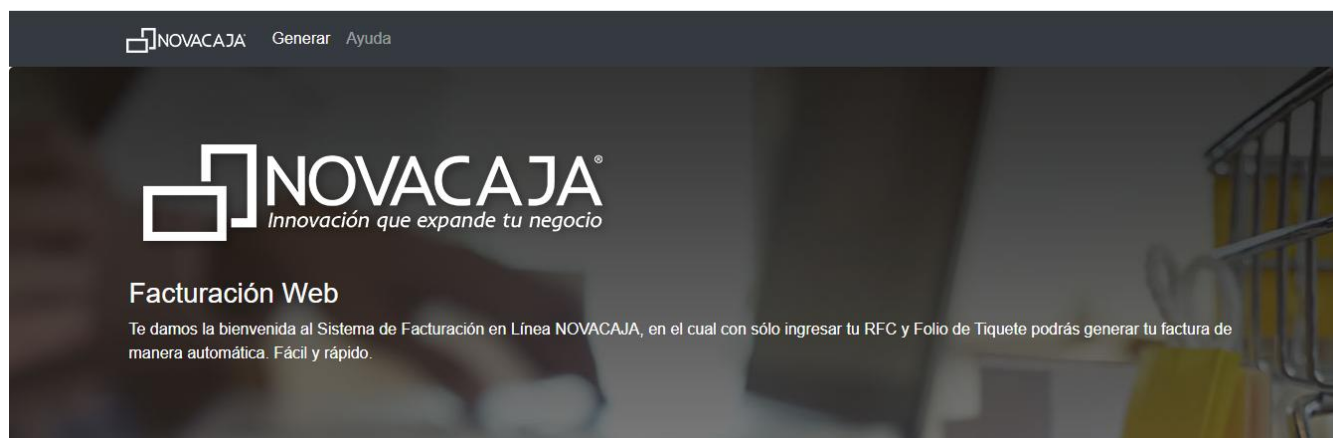 NOVACAJA Generar Ayuda
NOVACAJA®
Innovación que expande tu negocio
Facturación Web
Te damos la bienvenida al Sistema de Facturación en Línea NOVACAJA, en el cual con sólo ingresar tu RFC y Folio de Tiquete podrás generar tu factura de
manera automática. Fácil y rápido.